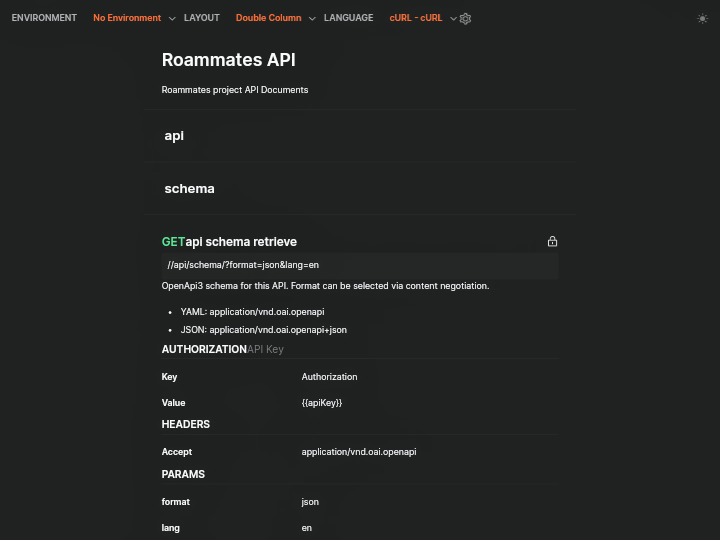 ENVIRONMENT No Environment LAYOUT Double Column LANGUAGE cURL - cURL
Roammates API
Roammates project API Documents
api
schema
GETapi schema retrieve
//api/schema/?format=json&lang=en
OpenApi3 schema for this API. Format can be selected via content negotiation.
• YAML: application/vnd.oai.openapi
• JSON: application/vnd.oai.openapi+json
AUTHORIZATIONAPI Key
Key Authorization
Value {{apiKey}}
HEADERS
Accept application/vnd.oai.openapi
PARAMS
format json
lang en